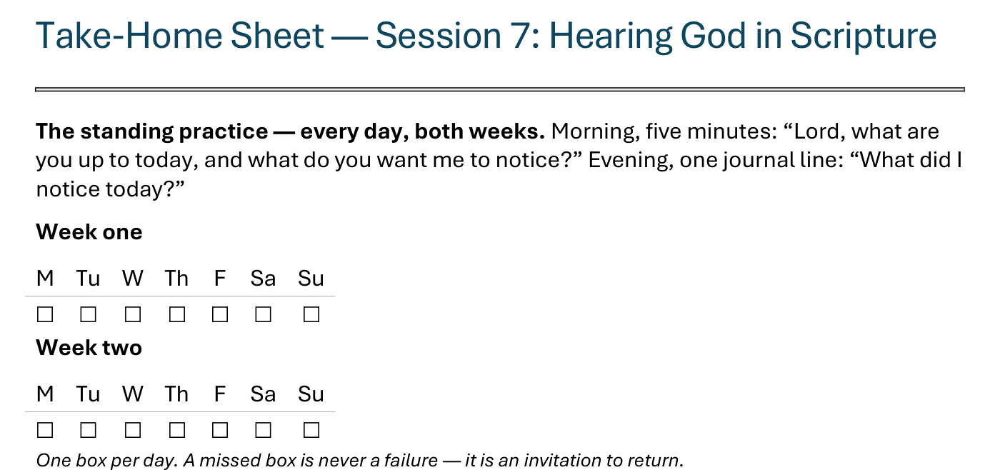 Take-Home Sheet — Session 7: Hearing God in Scripture
The standing practice — every day, both weeks. Morning, five minutes: “Lord, what are
you up to today, and what do you want me to notice?” Evening, one journal line: “What did I
notice today?”
Week one
M Tu W Th F Sa Su
☐ ☐ ☐ ☐ ☐ ☐ ☐
Week two
M Tu W Th F Sa Su
☐ ☐ ☐ ☐ ☐ ☐ ☐
One box per day. A missed box is never a failure — it is an invitation to return.